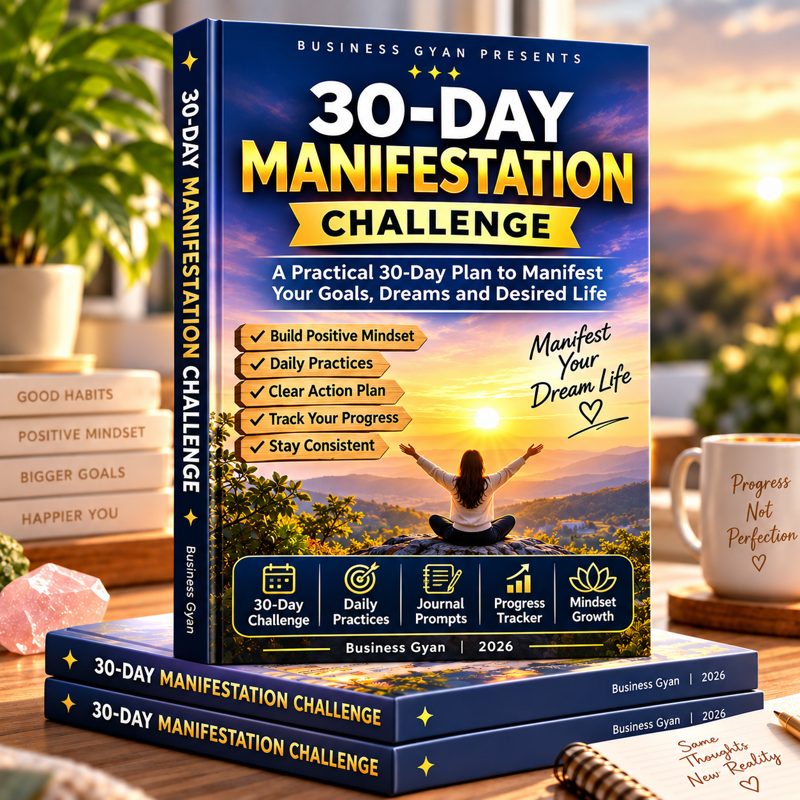 BUSINESS GYAN PRESENTS
30-DAY
MANIFESTATION
CHALLENGE
A Practical 30-Day Plan to Manifest
Your Goals, Dreams and Desired Life
✓ Build Positive Mindset
✓ Daily Practices
✓ Clear Action Plan
✓ Track Your Progress
✓ Stay Consistent
Manifest
Your
Dream Life
30-Day
Challenge
Daily
Practices
Journal
Prompts
Progress
Tracker
Mindset
Growth
Business Gyan | 2026
30-DAY MANIFESTATION CHALLENGE
Business Gyan
GOOD HABITS
POSITIVE MINDSET
BIGGER GOALS
HAPPIER YOU
Progress
Not
Perfection
30-DAY MANIFESTATION CHALLENGE
Business Gyan | 2026
30-DAY MANIFESTATION CHALLENGE
Business Gyan | 2026
Same
Thoughts
New Reality